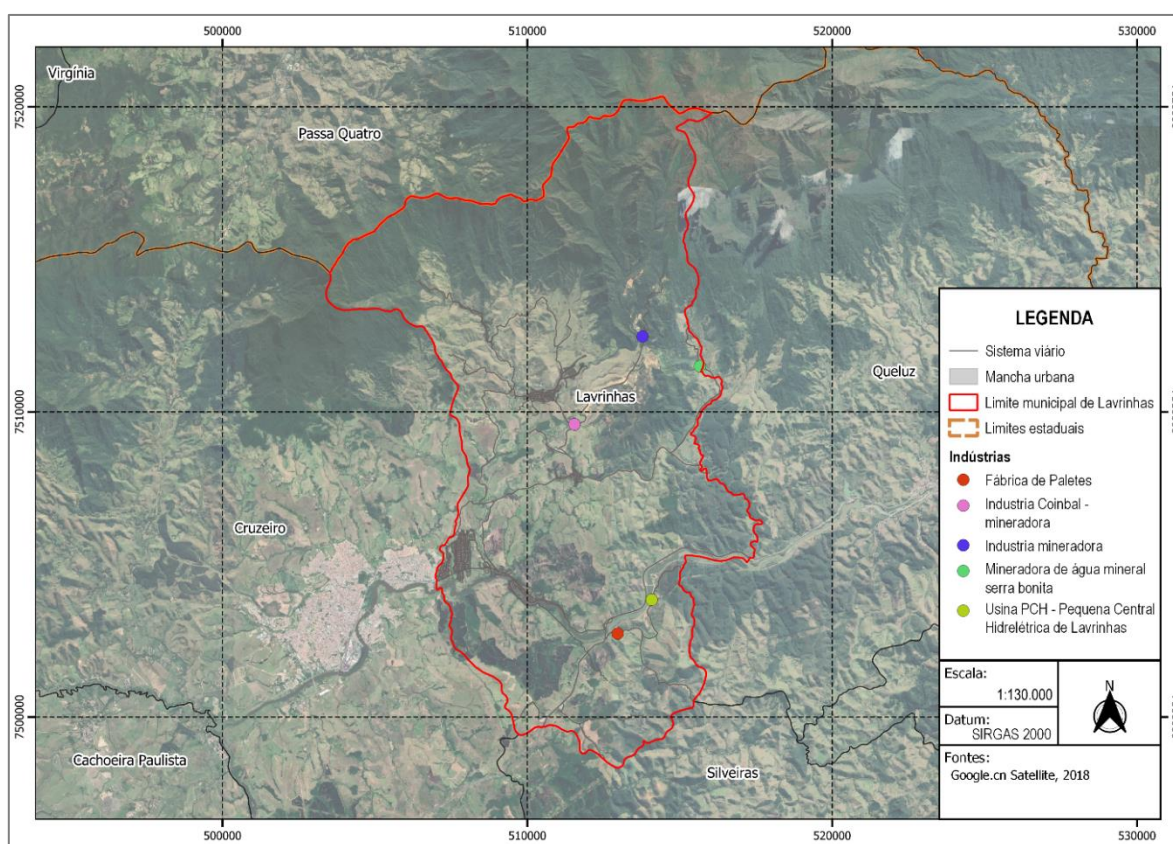 500000
510000
520000
530000
Virgínia
7520000
Passa Quatro
LEGENDA
Sistema viário
Mancha urbana
Limite municipal de Lavrinhas
Limites estaduais
Indústrias
Fábrica de Paletes
Industria Coinbal -
mineradora
Industria mineradora
Mineradora de água mineral
serra bonita
Usina PCH - Pequena Central
Hidrelétrica de Lavrinhas
Queluz
Lavrinhas
7510000
Cruzeiro
7500000
Cachoeira Paulista
Silveiras
Escala:
1:130.000
N
Datum:
SIRGAS 2000
Fontes:
Google.cn Satellite, 2018
500000
510000
520000
530000